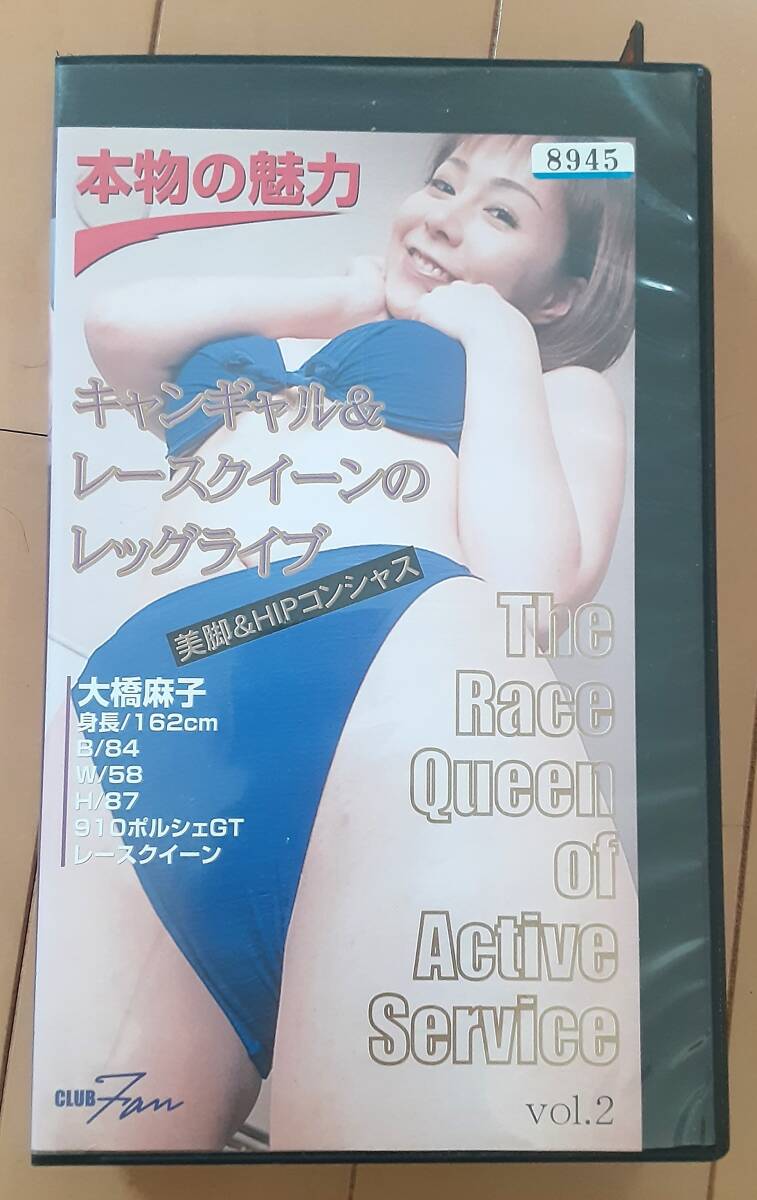 本物の魅力
8945
キャンギャル&
レースクイーンの
レッグライブ
美脚&HIPコンシャス
大橋麻子
身長/162cm
B/84
W/58
H/87
910ポルシェGT
レースクイーン
The
Race
Queen
of
Active
Service
vol.2
CLUB Fan